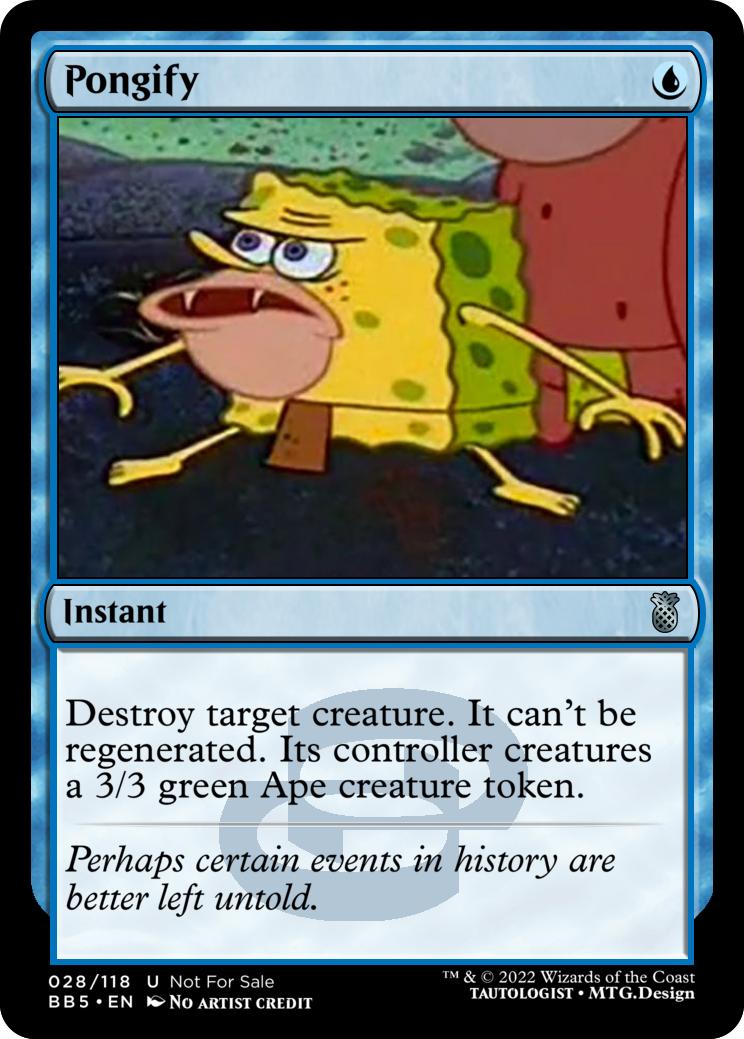 Pongify
Instant
Destroy target creature. It can't be
regenerated. Its controller creatures
a 3/3 green Ape creature token.
Perhaps certain events in history are
better left untold.
028/118 U Not For Sale
BB5 • EN No ARTIST CREDIT
™ & © 2022 Wizards of the Coast
TAUTOLOGIST • MTG.Design